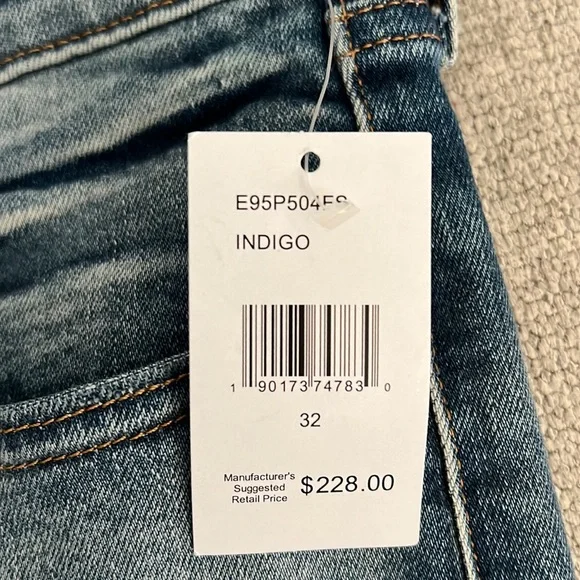 E95P504ES
INDIGO
1 90173 74783 0
32
Manufacturer's
Suggested
Retail Price
$228.00